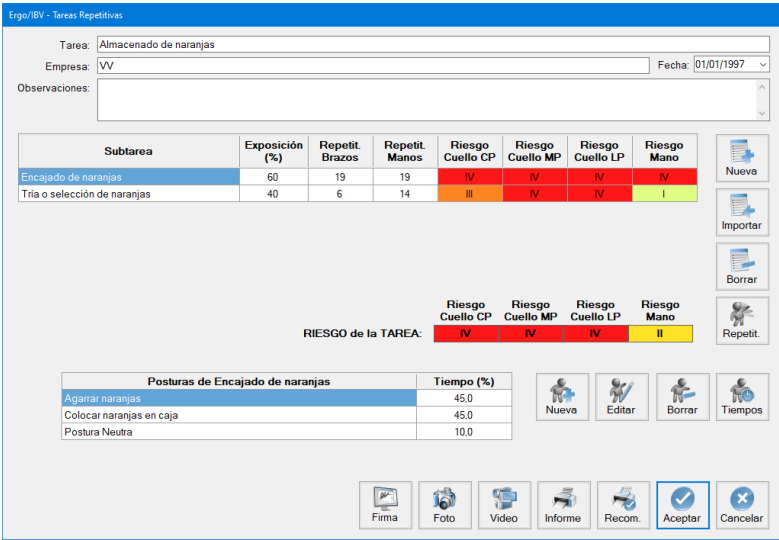 Ergo/IBV - Tareas Repetitivas
Tarea: Almacenado de naranjas
Empresa: VV Fecha: 01/01/1997
Observaciones:
Subtarea Exposición (%) Repetit. Brazos Repetit. Manos Riesgo Cuello CP Riesgo Cuello MP Riesgo Cuello LP Riesgo Mano
Encajado de naranjas 60 19 19 IV IV IV IV
Tría o selección de naranjas 40 6 14 III IV IV I
Nueva
Importar
Borrar
Riesgo Cuello CP Riesgo Cuello MP Riesgo Cuello LP Riesgo Mano
RIESGO de la TAREA: IV IV IV II
Repetit.
Posturas de Encajado de naranjas Tiempo (%)
Agarrar naranjas 45,0
Colocar naranjas en caja 45,0
Postura Neutra 10,0
Nueva Editar Borrar Tiempos
Firma Foto Video Informe Recom. Aceptar Cancelar